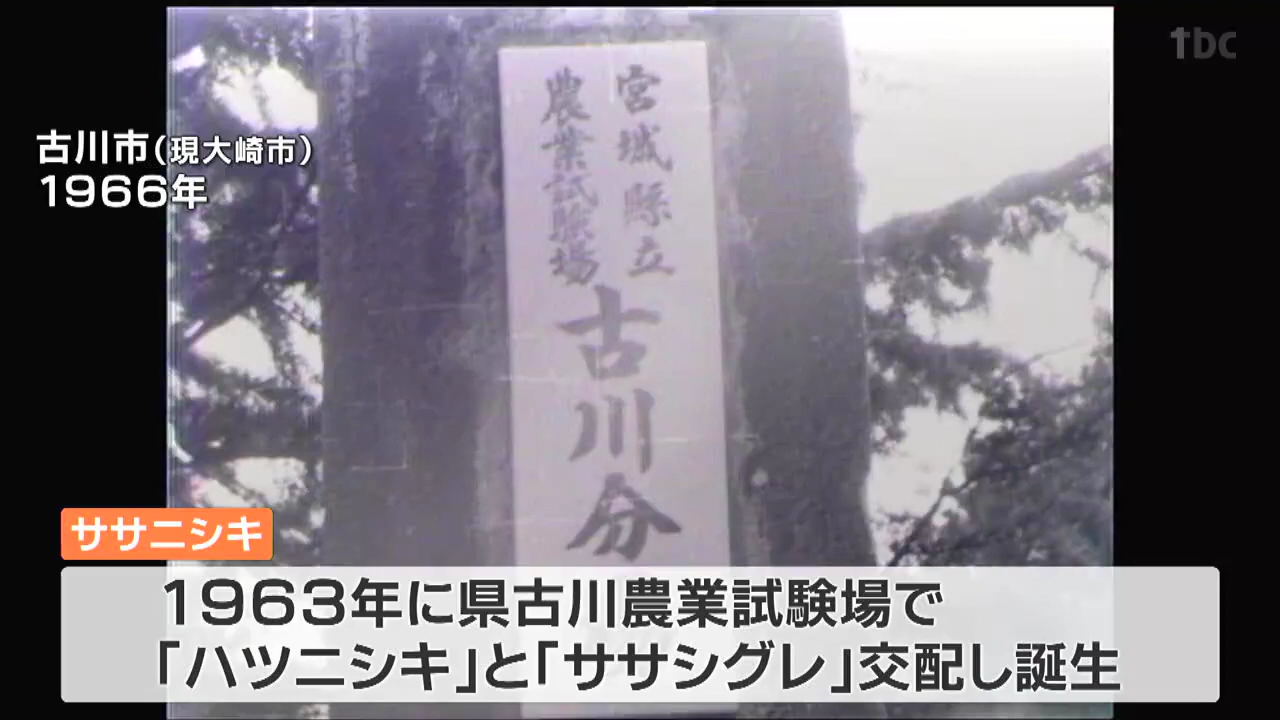 tbc
古川市(現大崎市)
1966年
宮城縣立
農業試験場
古川分
ササニシキ
1963年に県古川農業試験場で
「ハツニシキ」と「ササシグレ」交配し誕生